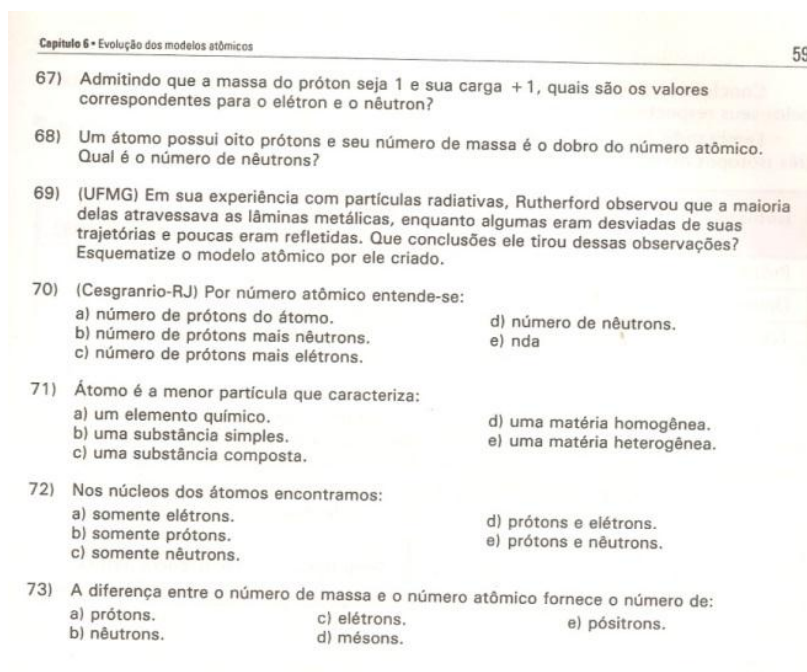 Capítulo 6 • Evolução dos modelos atômicos
59
67) Admitindo que a massa do próton seja 1 e sua carga +1, quais são os valores
correspondentes para o elétron e o nêutron?
68) Um átomo possui oito prótons e seu número de massa é o dobro do número atômico.
Qual é o número de nêutrons?
69) (UFMG) Em sua experiência com partículas radiativas, Rutherford observou que a maioria
delas atravessava as lâminas metálicas, enquanto algumas eram desviadas de suas
trajetórias e poucas eram refletidas. Que conclusões ele tirou dessas observações?
Esquematize o modelo atômico por ele criado.
70) (Cesgranrio-RJ) Por número atômico entende-se:
a) número de prótons do átomo.
b) número de prótons mais nêutrons.
c) número de prótons mais elétrons.
d) número de nêutrons.
e) nda
71) Átomo é a menor partícula que caracteriza:
a) um elemento químico.
b) uma substância simples.
c) uma substância composta.
d) uma matéria homogênea.
e) uma matéria heterogênea.
72) Nos núcleos dos átomos encontramos:
a) somente elétrons.
b) somente prótons.
c) somente nêutrons.
d) prótons e elétrons.
e) prótons e nêutrons.
73) A diferença entre o número de massa e o número atômico fornece o número de:
a) prótons.
b) nêutrons.
c) elétrons.
d) mésons.
e) pósitrons.